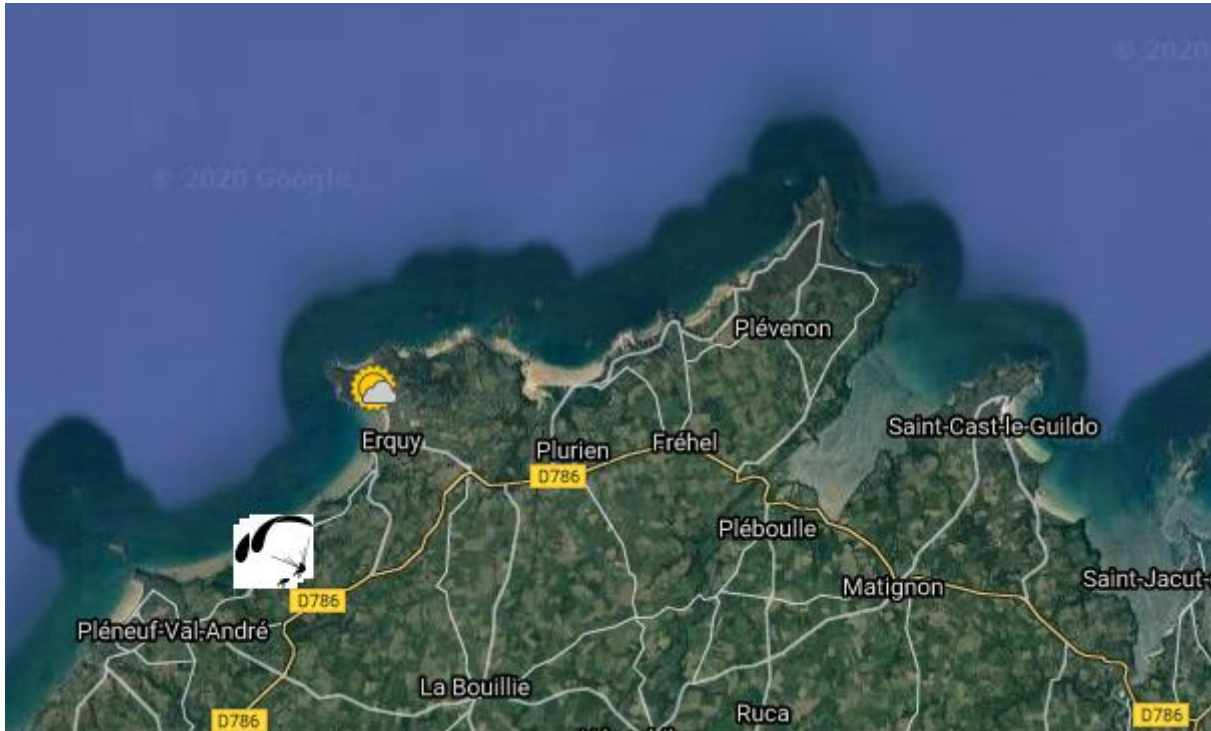 © 2020
© 2020 Google
Plévenon
Saint-Cast-le-Guildo
Erquy
Plurien
Fréhel
D786
Pléboulle
Matignon
Saint-Jacut-
D786
Pléneuf-Val-André
La Bouillie
Ruca
D786
D786